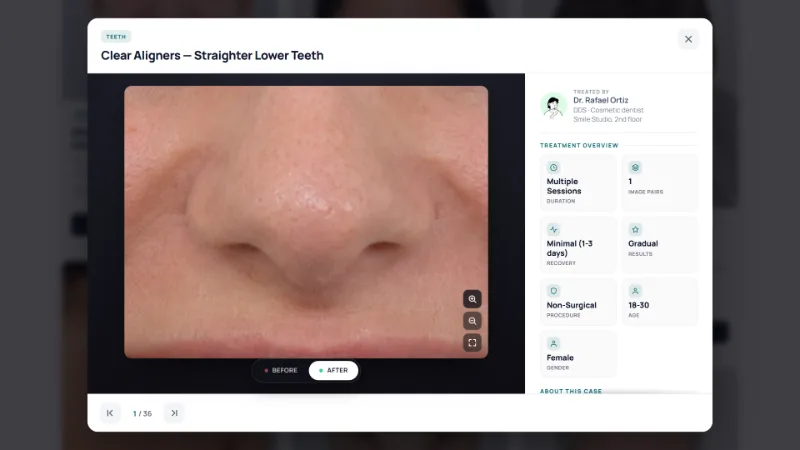 TEETH
Clear Aligners — Straighter Lower Teeth
BEFORE
AFTER
TREATED BY
Dr. Rafael Ortiz
DDS · Cosmetic dentist
Smile Studio, 2nd floor
TREATMENT OVERVIEW
Multiple
Sessions
DURATION
1
IMAGE PAIRS
Minimal (1-3
days)
RECOVERY
Gradual
RESULTS
Non-Surgical
PROCEDURE
18-30
AGE
Female
GENDER
ABOUT THIS CASE
1 / 36